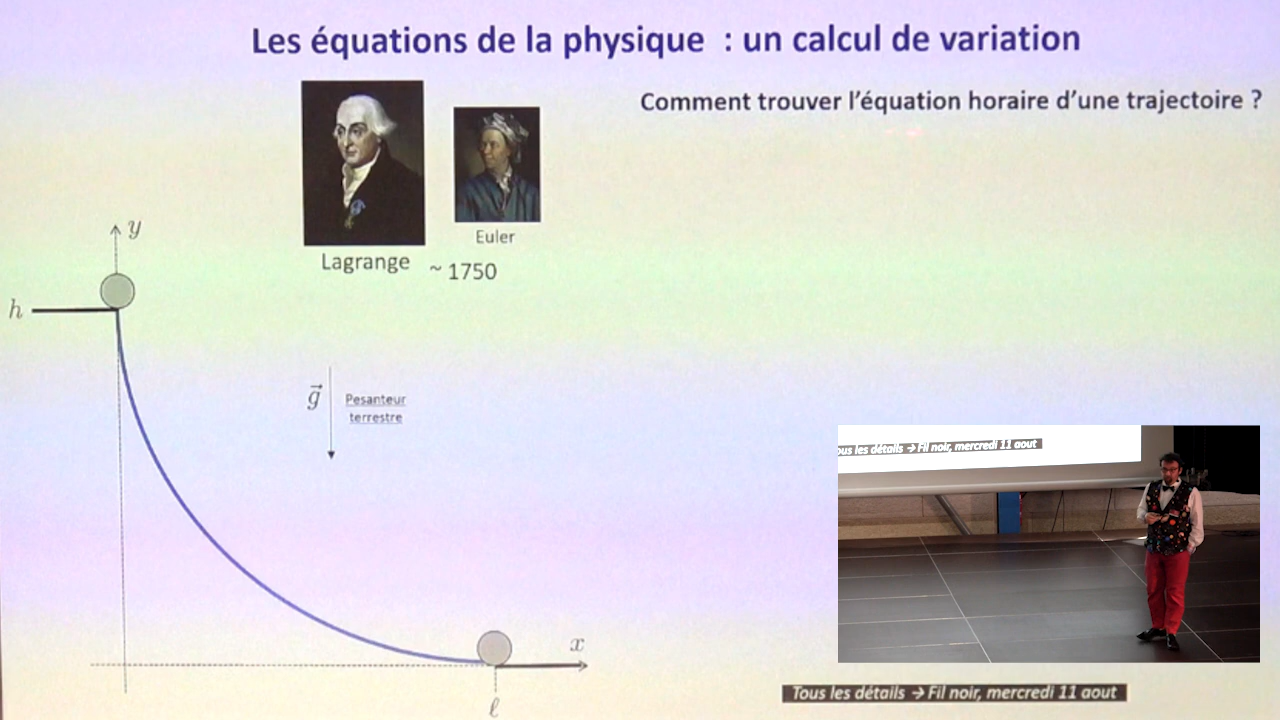 Les équations de la physique : un calcul de variation
Comment trouver l'équation horaire d'une trajectoire ?
Lagrange
Euler
~ 1750
y
h
g
Pesanteur
terrestre
x
ℓ
ous les détails → Fil noir, mercredi 11 aout
Tous les détails → Fil noir, mercredi 11 aout